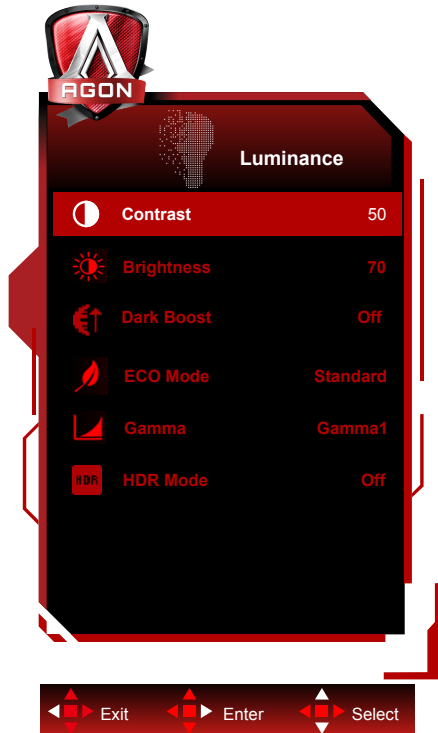 AGON
Luminance
Contrast 50
Brightness 70
Dark Boost Off
ECO Mode Standard
Gamma Gamma1
HDR HDR Mode Off
Exit Enter Select